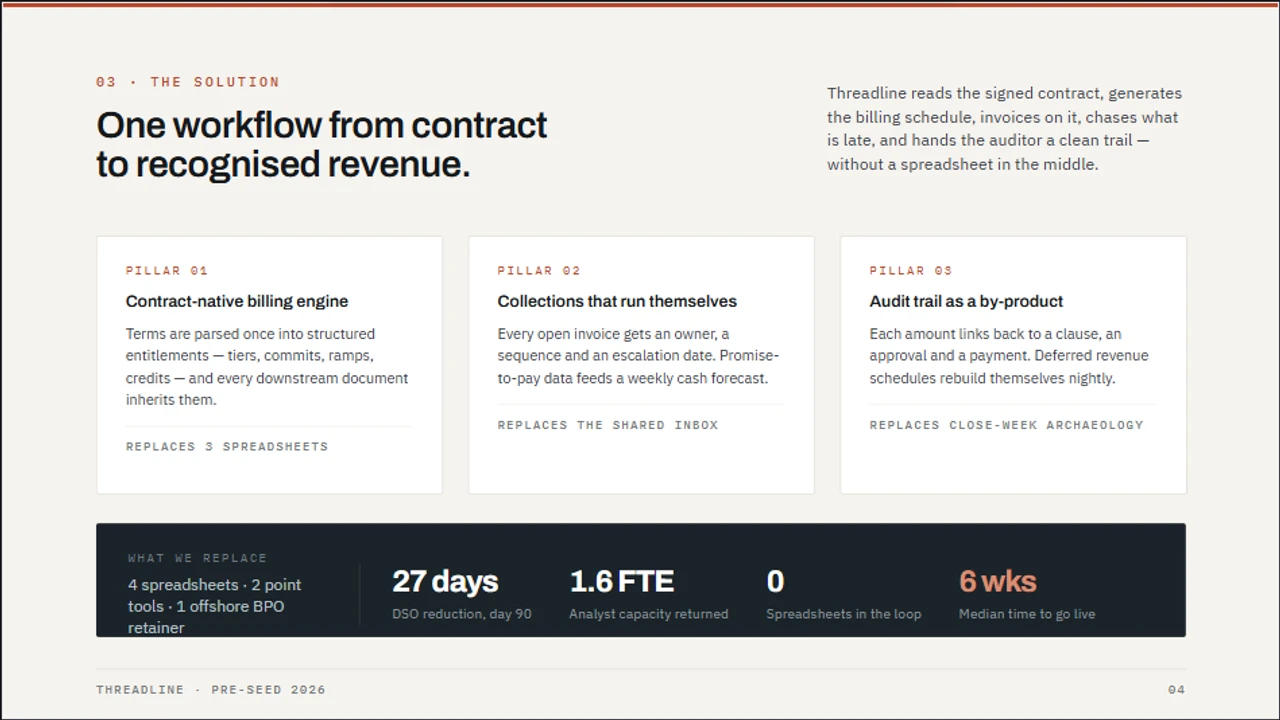 03 · THE SOLUTION
One workflow from contract
to recognised revenue.
Threadline reads the signed contract, generates
the billing schedule, invoices on it, chases what
is late, and hands the auditor a clean trail —
without a spreadsheet in the middle.
PILLAR 01
Contract-native billing engine
Terms are parsed once into structured
entitlements — tiers, commits, ramps,
credits — and every downstream document
inherits them.
REPLACES 3 SPREADSHEETS
PILLAR 02
Collections that run themselves
Every open invoice gets an owner, a
sequence and an escalation date. Promise-
to-pay data feeds a weekly cash forecast.
REPLACES THE SHARED INBOX
PILLAR 03
Audit trail as a by-product
Each amount links back to a clause, an
approval and a payment. Deferred revenue
schedules rebuild themselves nightly.
REPLACES CLOSE-WEEK ARCHAEOLOGY
WHAT WE REPLACE
4 spreadsheets · 2 point
tools · 1 offshore BPO
retainer
27 days
DSO reduction, day 90
1.6 FTE
Analyst capacity returned
0
Spreadsheets in the loop
6 wks
Median time to go live
THREADLINE · PRE-SEED 2026
04